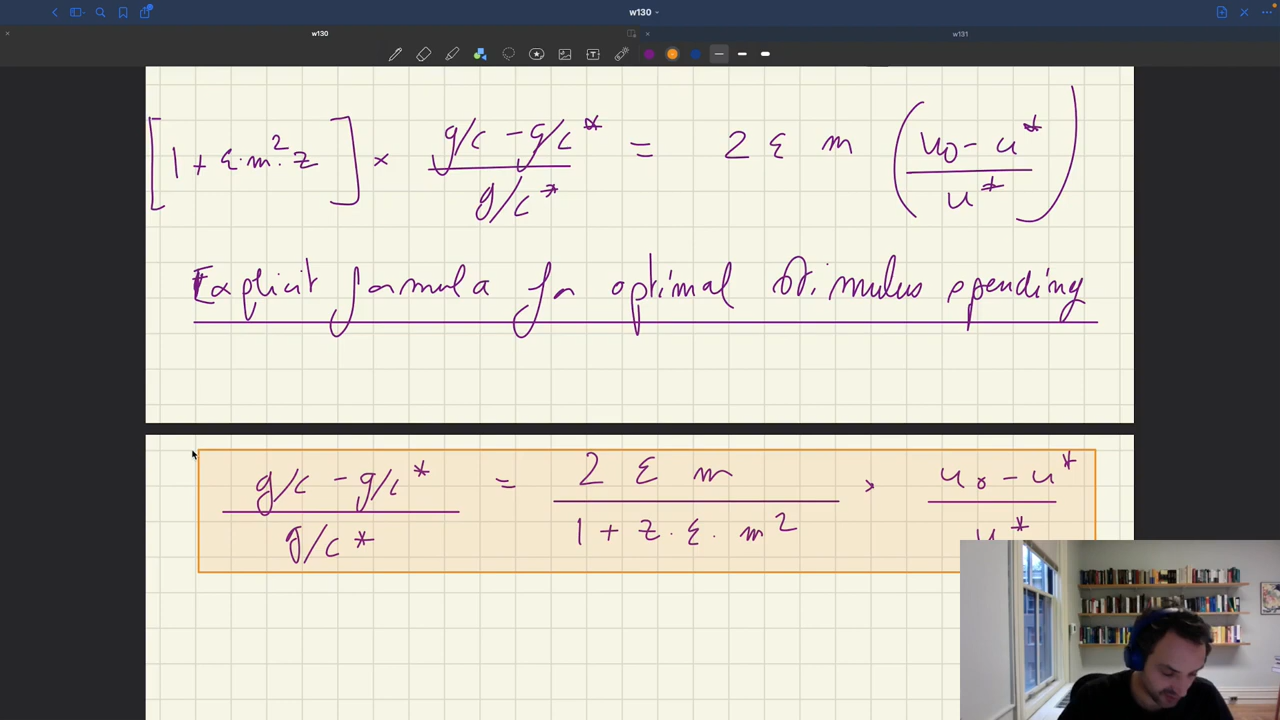 w130
w130
w131
[1 + ε·m²·z] × (g/c − g/c*) / (g/c*) = 2 ε m ((u₀ − u*) / u*)
Explicit formula for optimal stimulus spending
(g/c − g/c*) / (g/c*) = (2 ε m) / (1 + z·ε·m²) × (u₀ − u*) / u*